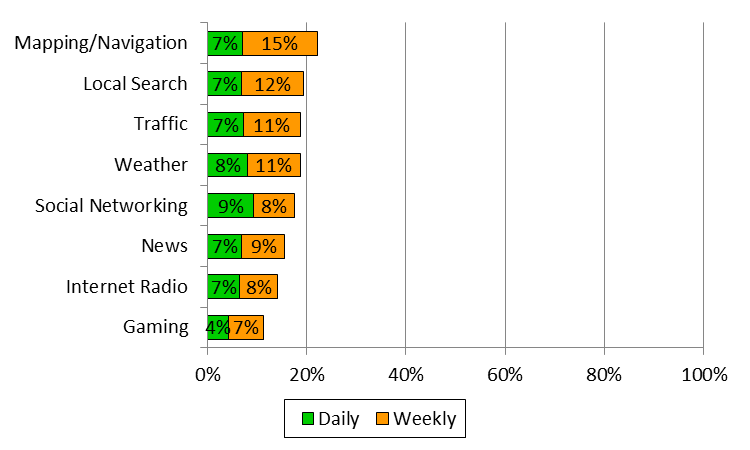 Mapping/Navigation 7% 15%
Local Search 7% 12%
Traffic 7% 11%
Weather 8% 11%
Social Networking 9% 8%
News 7% 9%
Internet Radio 7% 8%
Gaming 4% 7%
0% 20% 40% 60% 80% 100%
Daily Weekly